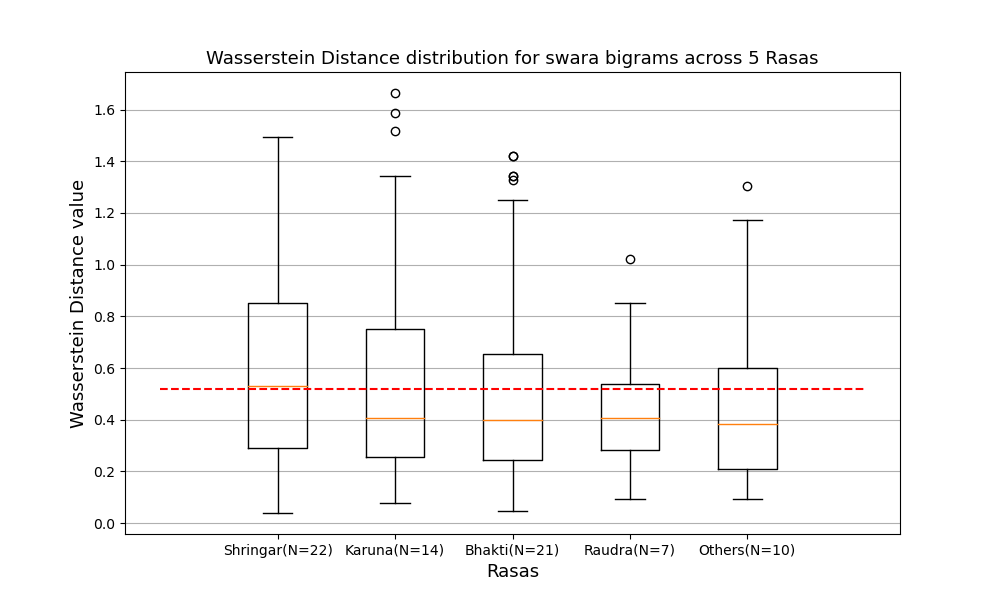 Wasserstein Distance distribution for swara bigrams across 5 Rasas
Wasserstein Distance value
1.6
1.4
1.2
1.0
0.8
0.6
0.4
0.2
0.0
Shringar(N=22) Karuna(N=14) Bhakti(N=21) Raudra(N=7) Others(N=10)
Rasas